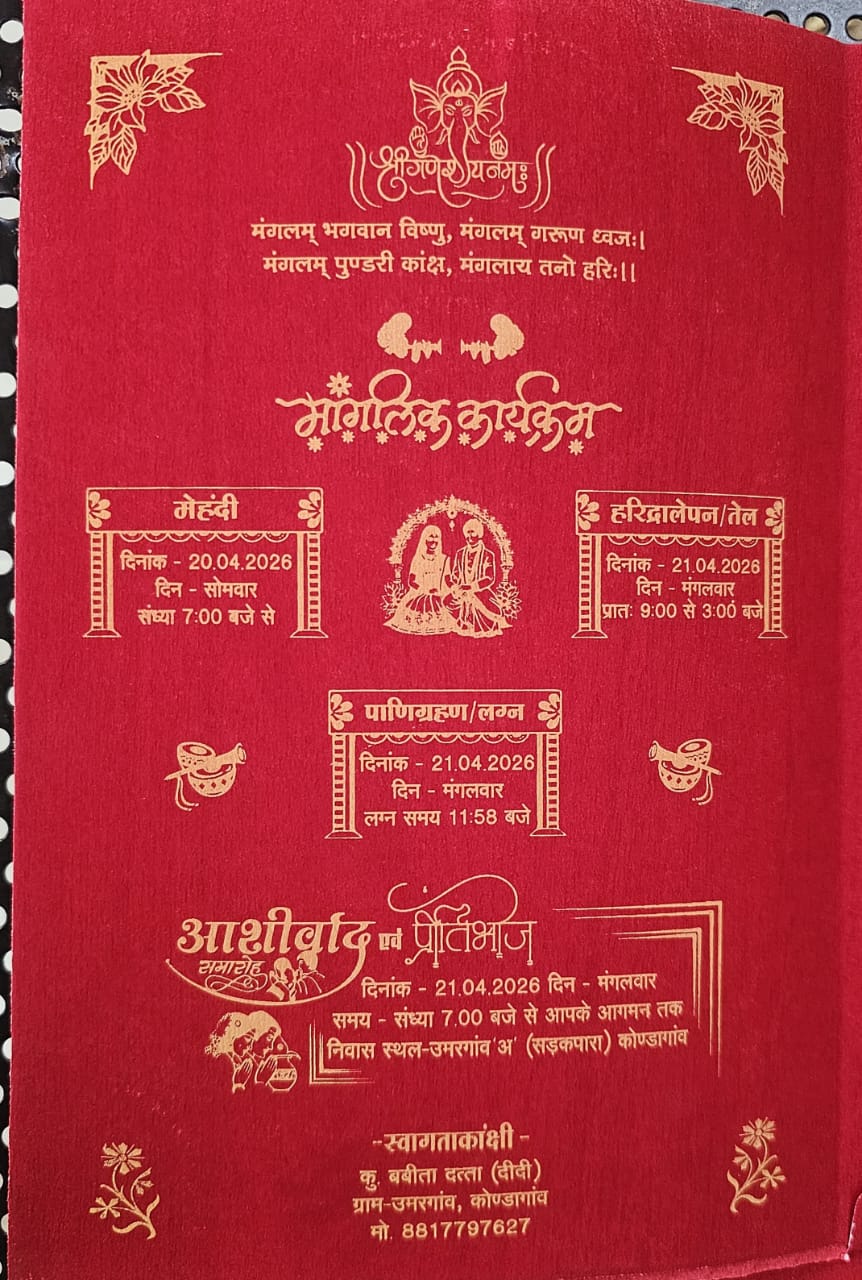 श्री गणेशाय नमः
मंगलम् भगवान विष्णु, मंगलम् गरूण ध्वजः।
मंगलम् पुण्डरी कांक्ष, मंगलाय तनो हरिः।।
मांगलिक कार्यक्रम
मेहंदी
दिनांक - 20.04.2026
दिन - सोमवार
संध्या 7:00 बजे से
हरिद्रालेपन/तेल
दिनांक - 21.04.2026
दिन - मंगलवार
प्रातः 9:00 से 3:00 बजे
पाणिग्रहण/लग्न
दिनांक - 21.04.2026
दिन - मंगलवार
लग्न समय 11:58 बजे
आशीर्वाद एवं प्रीतिभोज
समारोह
दिनांक - 21.04.2026 दिन - मंगलवार
समय - संध्या 7.00 बजे से आपके आगमन तक
निवास स्थल-उमरगांव 'अ' (सड़कपारा) कोण्डागांव
--स्वागताकांक्षी -
कु. बबीता दत्ता (दीदी)
ग्राम-उमरगांव, कोण्डागांव
मो. 8817797627